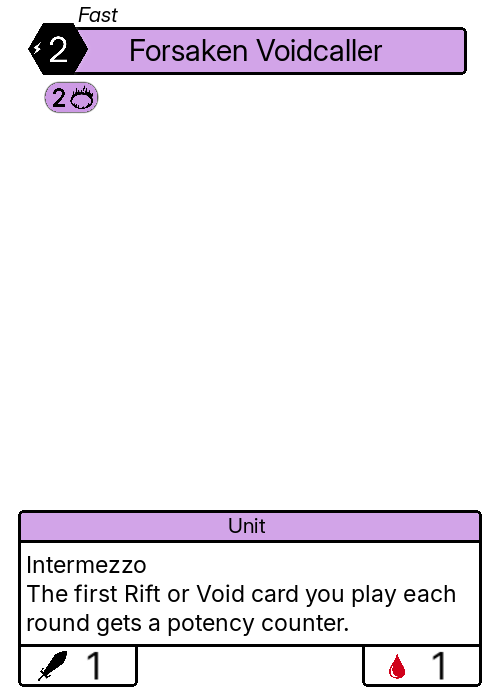 Fast
2
Forsaken Voidcaller
2
Unit
Intermezzo
The first Rift or Void card you play each
round gets a potency counter.
1
1